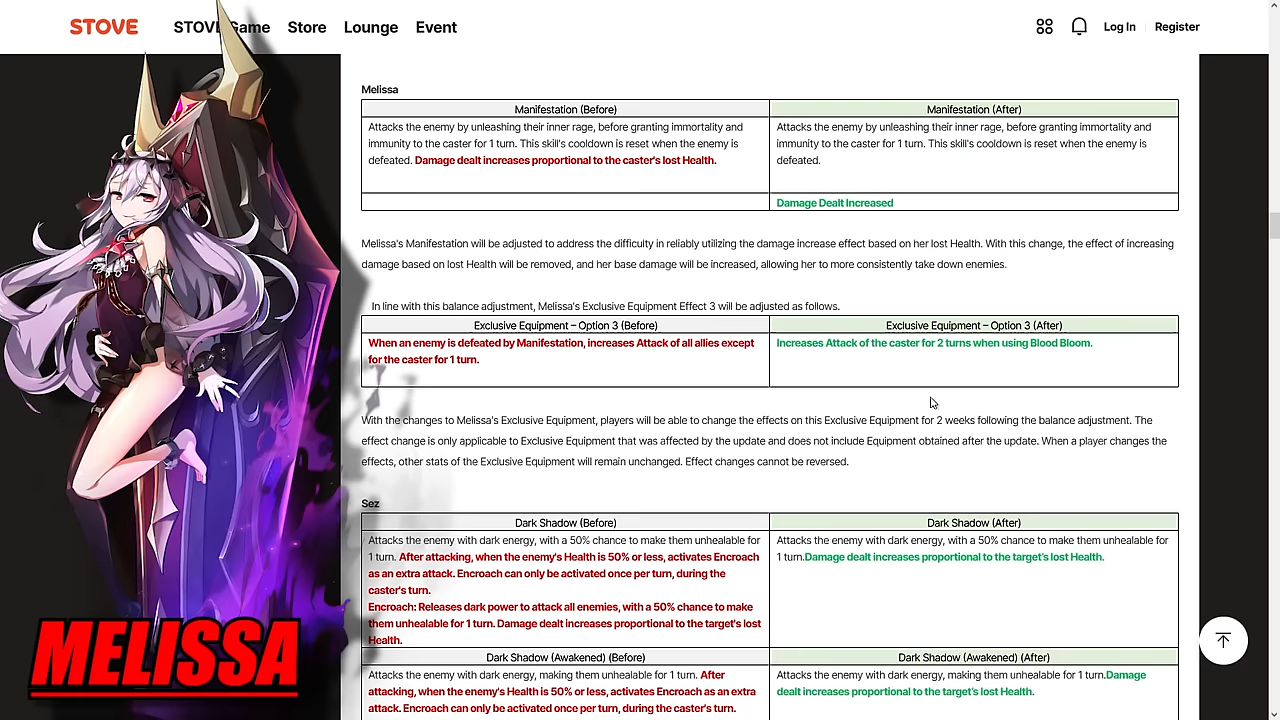 STOVE
STOVE Game Store Lounge Event
Log In Register
Melissa
Manifestation (Before) Manifestation (After)
Attacks the enemy by unleashing their inner rage, before granting immortality and
immunity to the caster for 1 turn. This skill's cooldown is reset when the enemy is
defeated. Damage dealt increases proportional to the caster's lost Health.
Attacks the enemy by unleashing their inner rage, before granting immortality and
immunity to the caster for 1 turn. This skill's cooldown is reset when the enemy is
defeated.
Damage Dealt Increased
Melissa's Manifestation will be adjusted to address the difficulty in reliably utilizing the damage increase effect based on her lost Health. With this change, the effect of increasing
damage based on lost Health will be removed, and her base damage will be increased, allowing her to more consistently take down enemies.
In line with this balance adjustment, Melissa's Exclusive Equipment Effect 3 will be adjusted as follows.
Exclusive Equipment – Option 3 (Before) Exclusive Equipment – Option 3 (After)
When an enemy is defeated by Manifestation, increases Attack of all allies except
for the caster for 1 turn.
Increases Attack of the caster for 2 turns when using Blood Bloom.
With the changes to Melissa's Exclusive Equipment, players will be able to change the effects on this Exclusive Equipment for 2 weeks following the balance adjustment. The
effect change is only applicable to Exclusive Equipment that was affected by the update and does not include Equipment obtained after the update. When a player changes the
effects, other stats of the Exclusive Equipment will remain unchanged. Effect changes cannot be reversed.
Sez
Dark Shadow (Before) Dark Shadow (After)
Attacks the enemy with dark energy, with a 50% chance to make them unhealable for
1 turn. After attacking, when the enemy's Health is 50% or less, activates Encroach
as an extra attack. Encroach can only be activated once per turn, during the
caster's turn.
Encroach: Releases dark power to attack all enemies, with a 50% chance to make
them unhealable for 1 turn. Damage dealt increases proportional to the target's lost
Health.
Attacks the enemy with dark energy, with a 50% chance to make them unhealable for
1 turn.Damage dealt increases proportional to the target's lost Health.
Dark Shadow (Awakened) (Before) Dark Shadow (Awakened) (After)
Attacks the enemy with dark energy, making them unhealable for 1 turn. After
attacking, when the enemy's Health is 50% or less, activates Encroach as an extra
attack. Encroach can only be activated once per turn, during the caster's turn.
Attacks the enemy with dark energy, making them unhealable for 1 turn.Damage
dealt increases proportional to the target's lost Health.
MELISSA